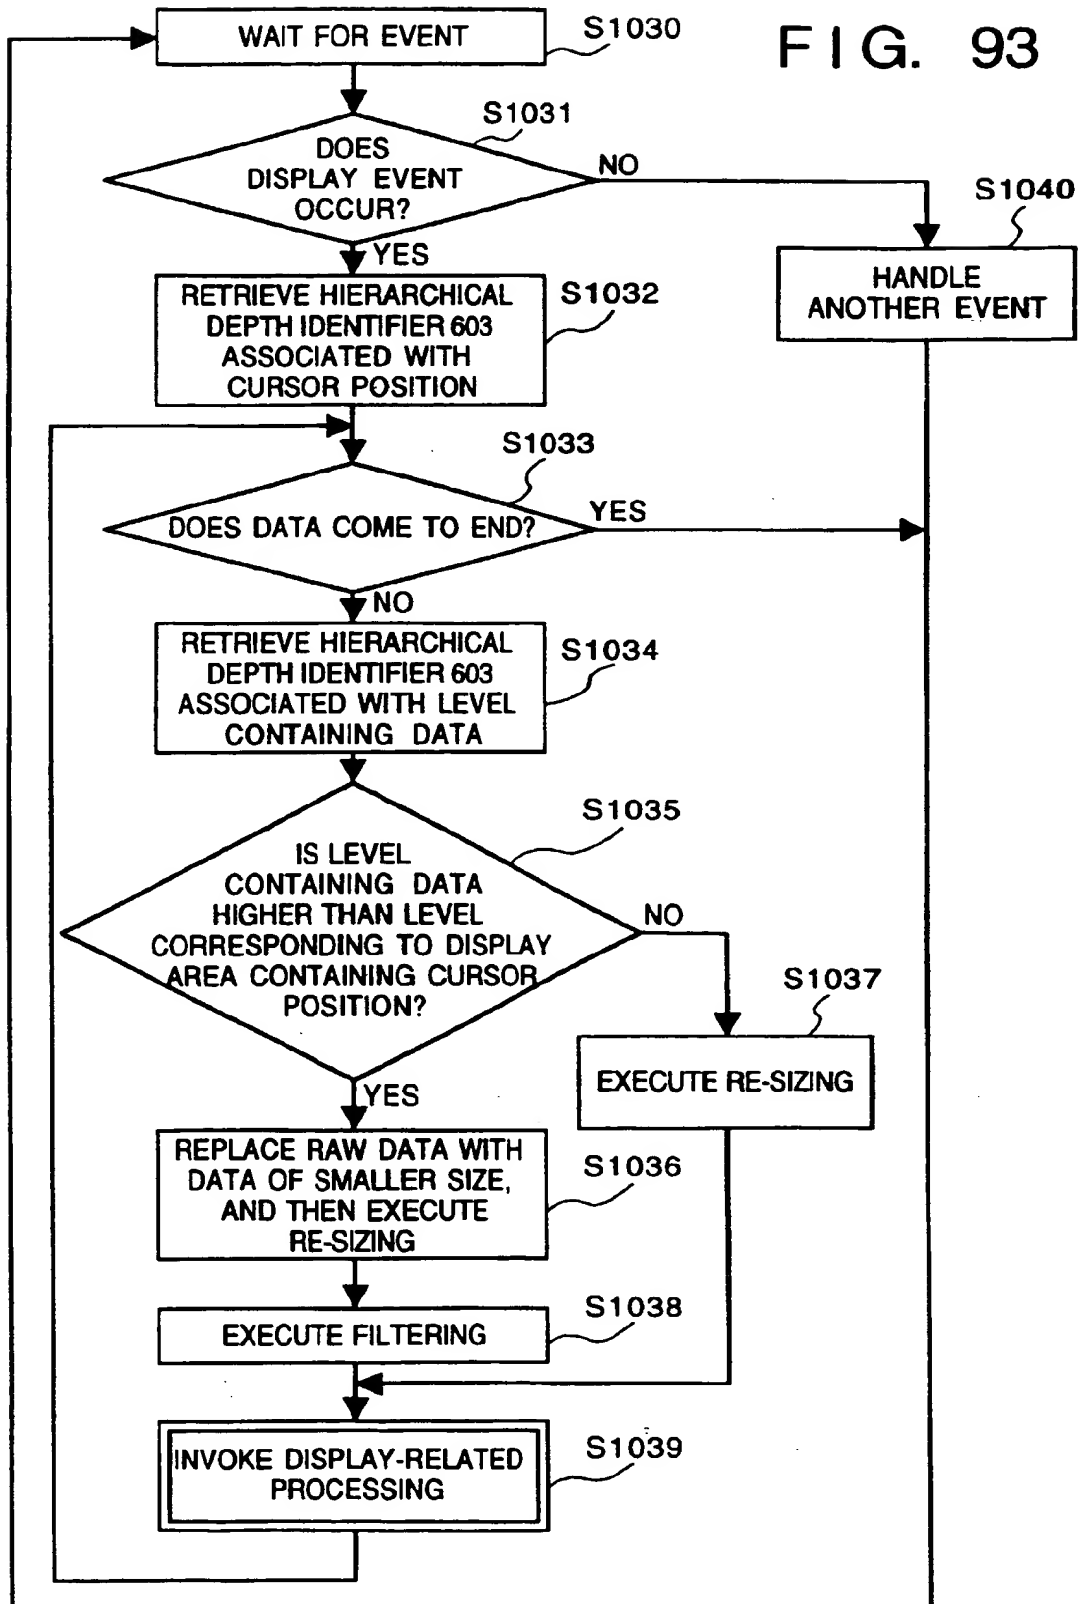 WAIT FOR EVENT
S1030
F I G. 93
S1031
DOES
DISPLAY EVENT
OCCUR?
NO
S1040
YES
HANDLE
ANOTHER EVENT
RETRIEVE HIERARCHICAL
DEPTH IDENTIFIER 603
ASSOCIATED WITH
CURSOR POSITION
S1032
S1033
DOES DATA COME TO END?
YES
NO
RETRIEVE HIERARCHICAL
DEPTH IDENTIFIER 603
ASSOCIATED WITH LEVEL
CONTAINING DATA
S1034
S1035
IS LEVEL
CONTAINING DATA
HIGHER THAN LEVEL
CORRESPONDING TO DISPLAY
AREA CONTAINING CURSOR
POSITION?
NO
S1037
EXECUTE RE-SIZING
YES
REPLACE RAW DATA WITH
DATA OF SMALLER SIZE,
AND THEN EXECUTE
RE-SIZING
S1036
S1038
EXECUTE FILTERING
INVOKE DISPLAY-RELATED
PROCESSING
S1039